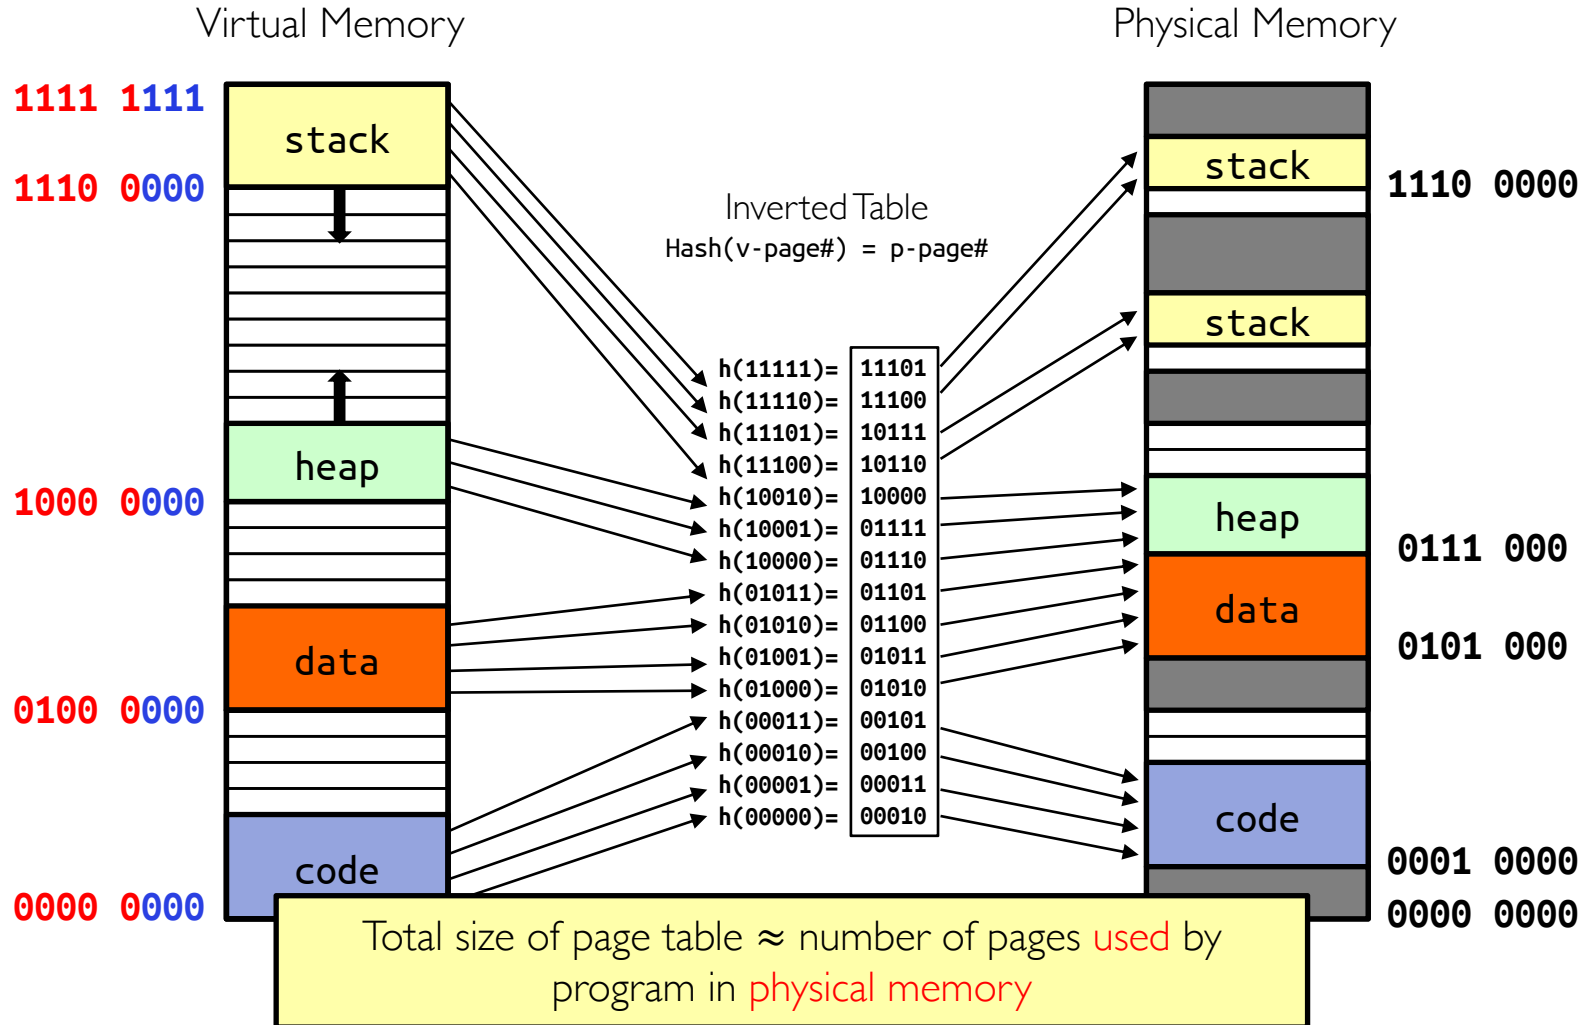 Virtual Memory
Physical Memory
1111 1111
stack
1110 0000
heap
1000 0000
data
0100 0000
code
0000 0000
Inverted Table
Hash(v-page#) = p-page#
h(11111)= 11101
h(11110)= 11100
h(11101)= 10111
h(11100)= 10110
h(10010)= 10000
h(10001)= 01111
h(10000)= 01110
h(01011)= 01101
h(01010)= 01100
h(01001)= 01011
h(01000)= 01010
h(00011)= 00101
h(00010)= 00100
h(00001)= 00011
h(00000)= 00010
stack
1110 0000
stack
heap
0111 000
data
0101 000
code
0001 0000
0000 0000
Total size of page table ≈ number of pages used by
program in physical memory